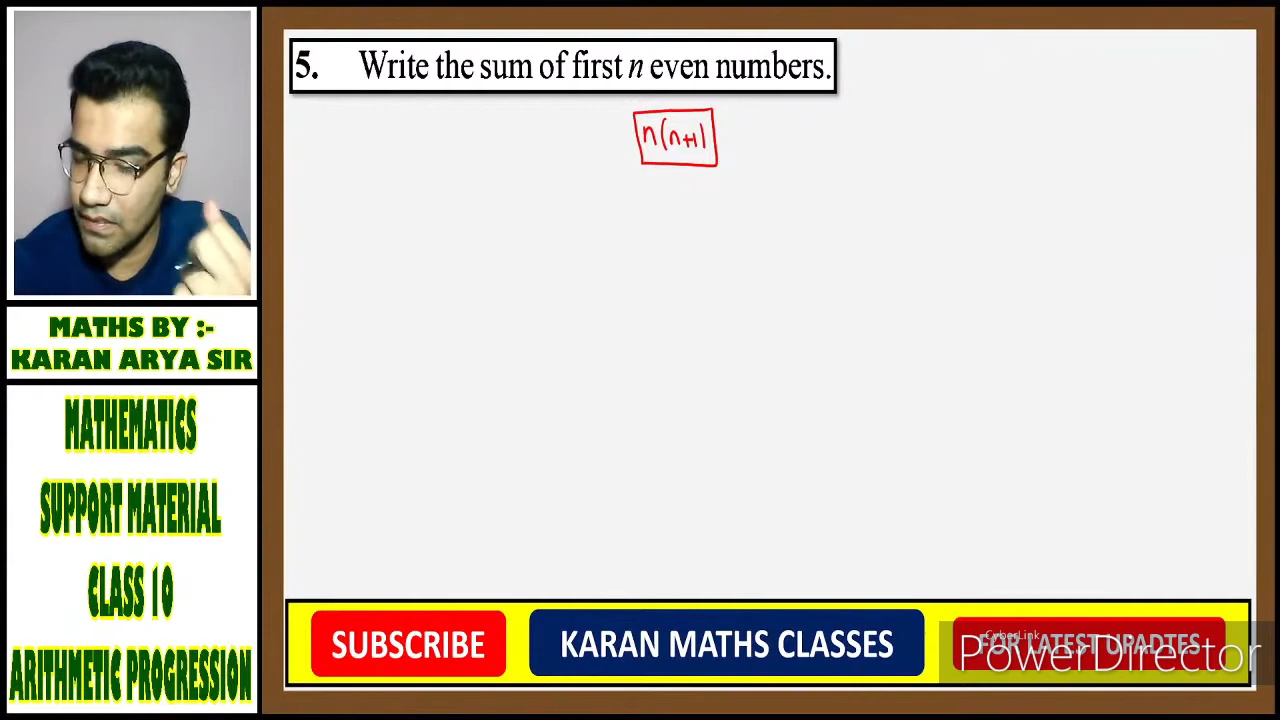 5. Write the sum of first n even numbers.
n(n+1)
MATHS BY :-
KARAN ARYA SIR
MATHEMATICS
SUPPORT MATERIAL
CLASS 10
ARITHMETIC PROGRESSION
SUBSCRIBE
KARAN MATHS CLASSES
FOR LATEST UPADTES
CyberLink
PowerDirector